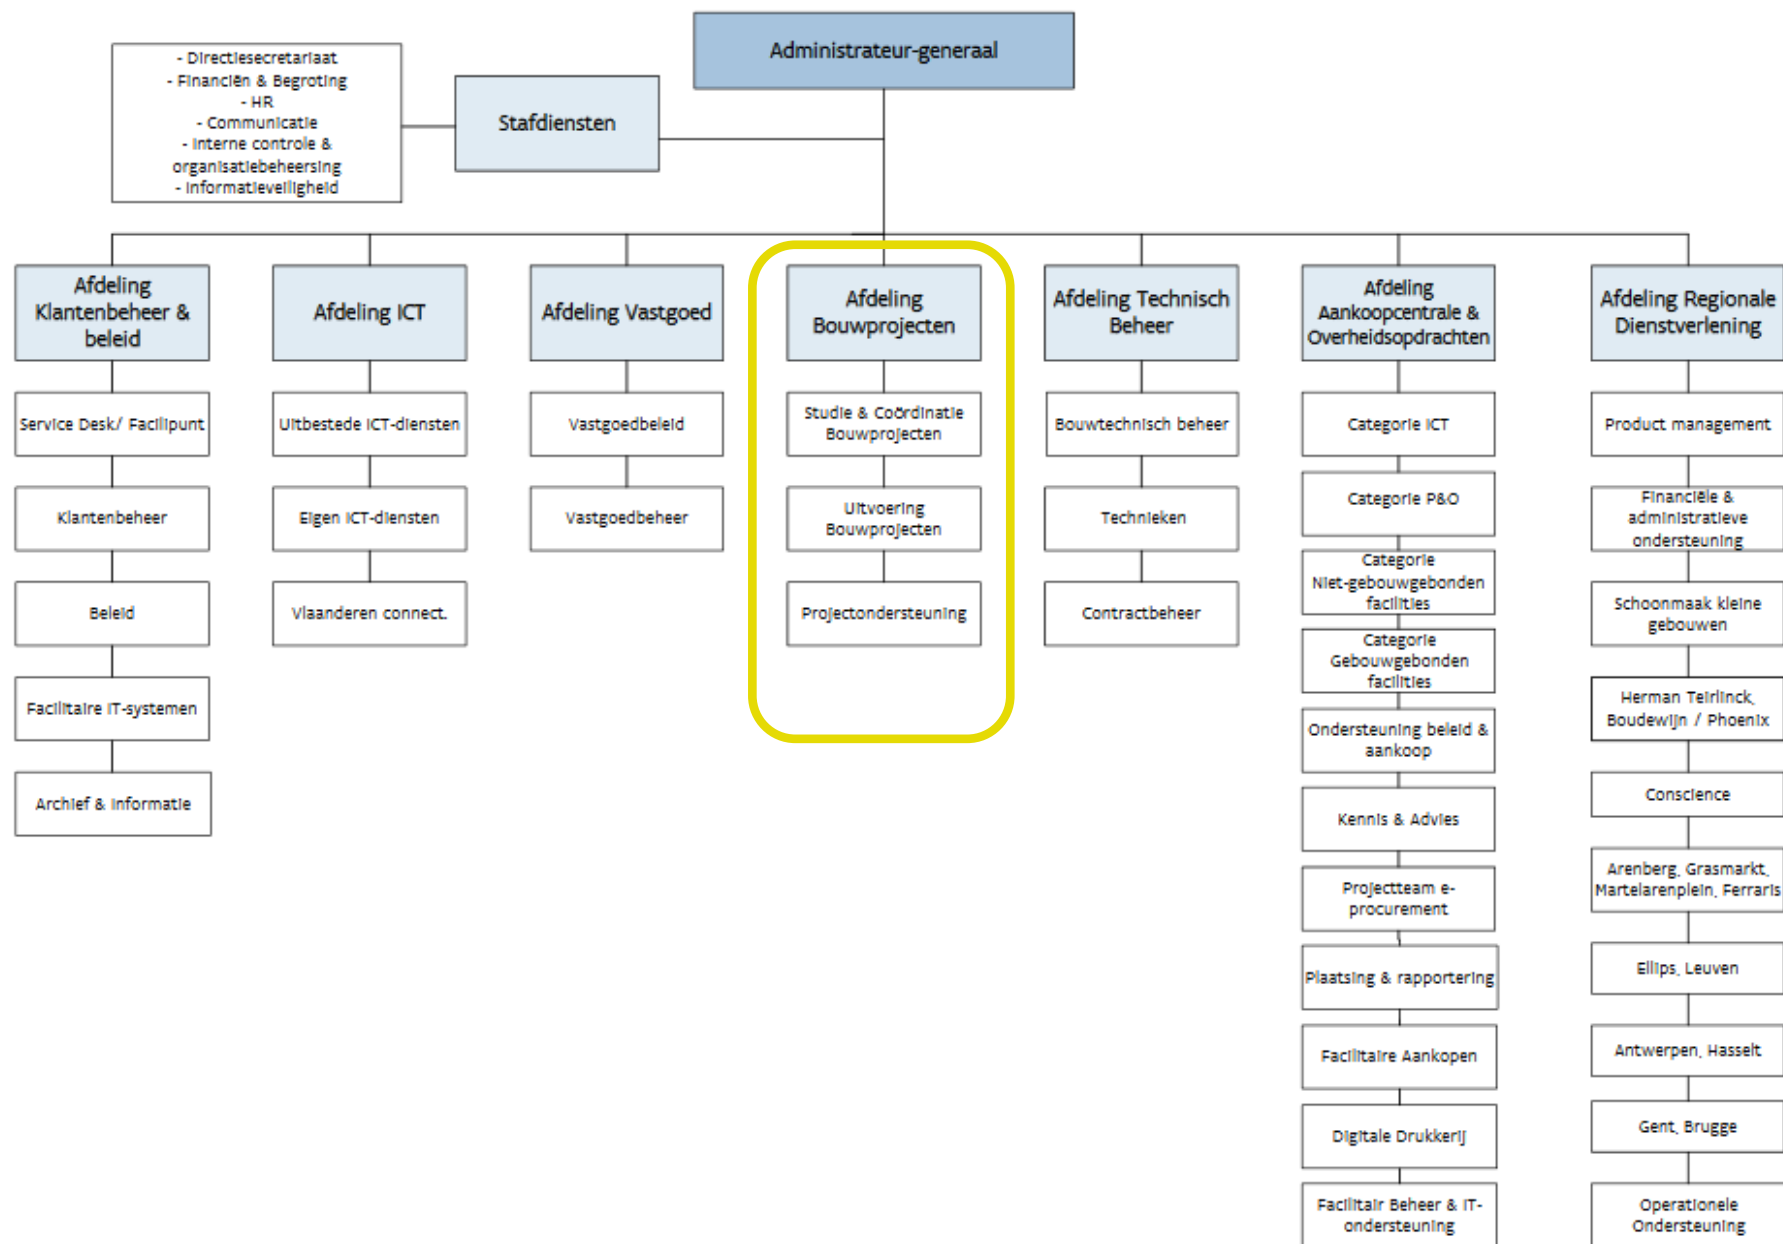 Administrateur-generaal
- Directiesecretariaat
- Financiën & Begroting
- HR
- Communicatie
- Interne controle &
organisatiebeheersing
- Informatieveiligheid
Stafdiensten
Afdeling
Klantenbeheer &
beleid
Service Desk/ Facilipunt
Klantenbeheer
Beleid
Facilitaire IT-systemen
Archief & Informatie
Afdeling ICT
Uitbestede ICT-diensten
Eigen ICT-diensten
Vlaanderen connect.
Afdeling Vastgoed
Vastgoedbeleid
Vastgoedbeheer
Afdeling
Bouwprojecten
Studie & Coördinatie
Bouwprojecten
Uitvoering
Bouwprojecten
Projectondersteuning
Afdeling Technisch
Beheer
Bouwtechnisch beheer
Technieken
Contractbeheer
Afdeling
Aankoopcentrale &
Overheidsopdrachten
Categorie ICT
Categorie P&O
Categorie
Niet-gebouwgebonden
facilities
Categorie
Gebouwgebonden
facilities
Ondersteuning beleid &
aankoop
Kennis & Advies
Projectteam e-
procurement
Plaatsing & rapportering
Facilitaire Aankopen
Digitale Drukkerij
Facilitair Beheer & IT-
ondersteuning
Afdeling Regionale
Dienstverlening
Product management
Financiële &
administratieve
ondersteuning
Schoonmaak kleine
gebouwen
Herman Teirlinck,
Boudewijn / Phoenix
Conscience
Arenberg, Grasmarkt,
Martelarenplein, Ferraris
Ellips, Leuven
Antwerpen, Hasselt
Gent, Brugge
Operationele
Ondersteuning